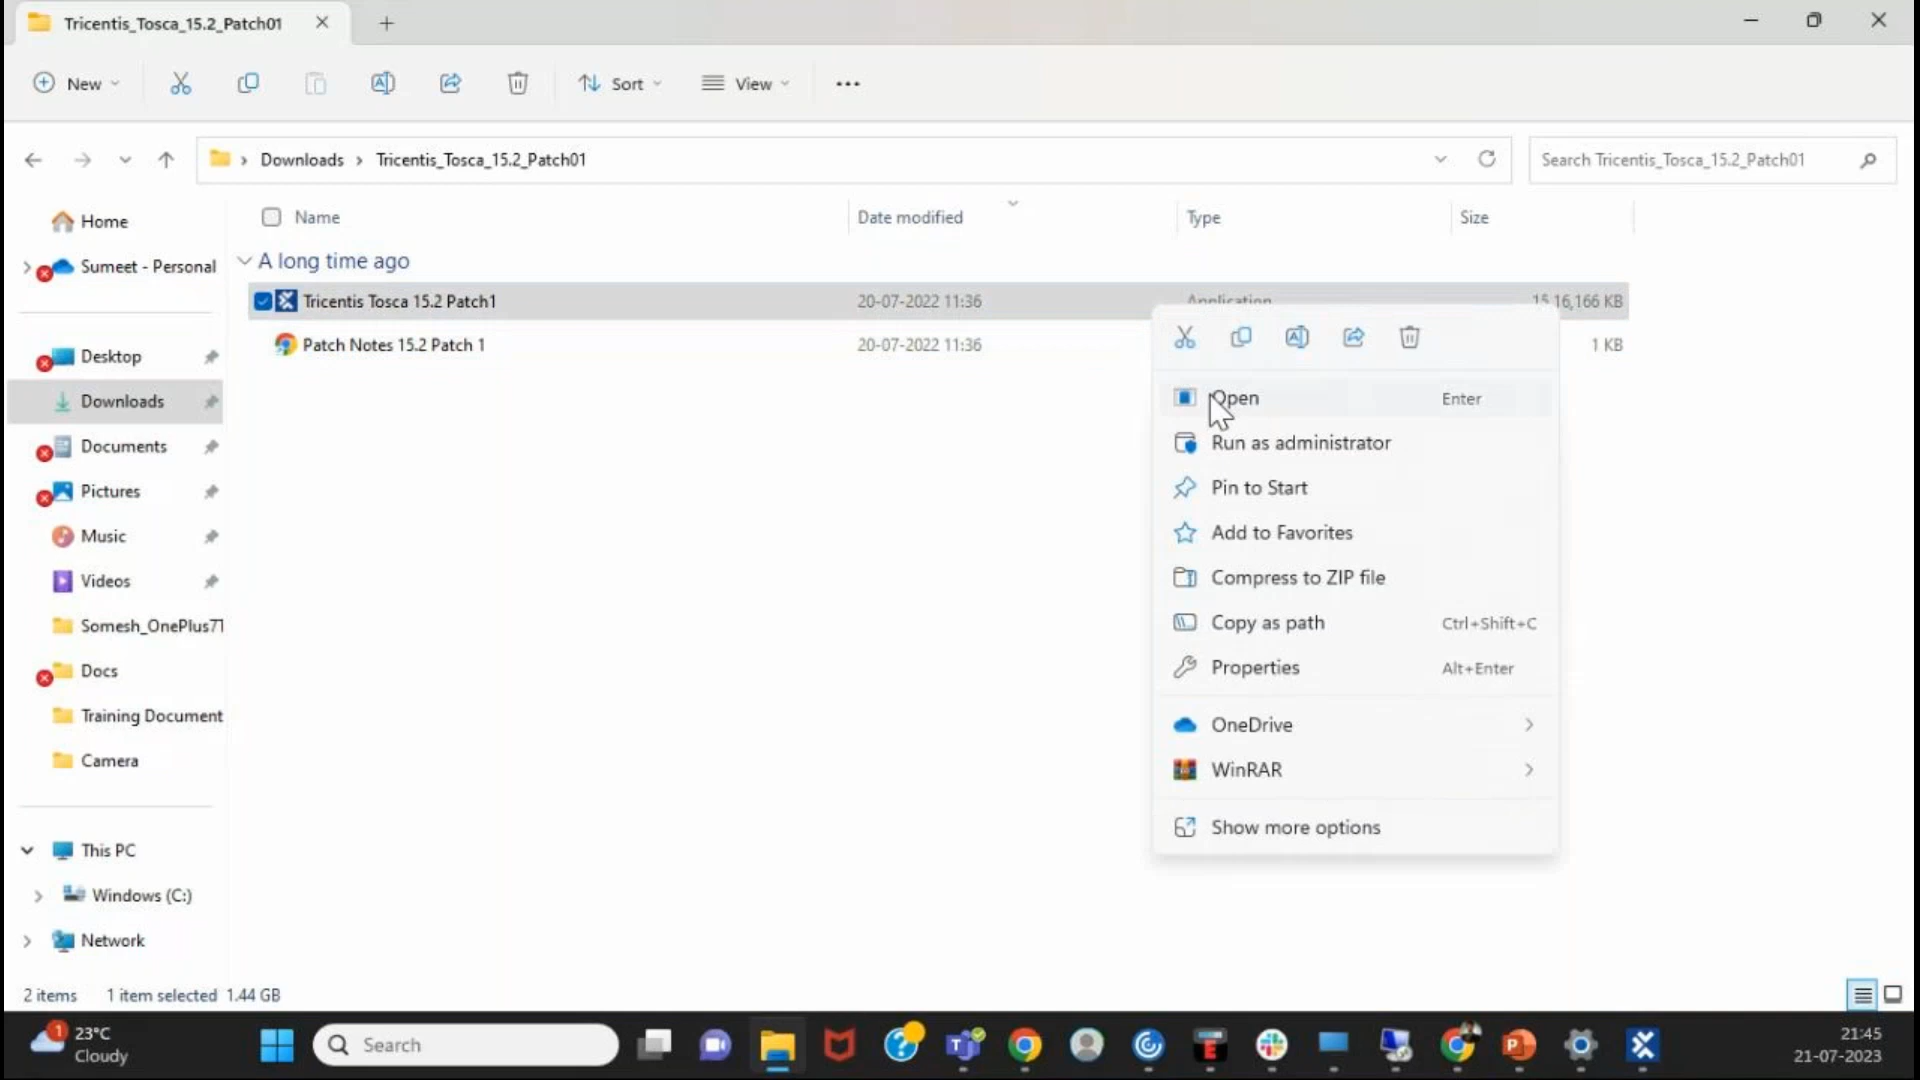 Tricentis_Tosca_15.2_Patch01
New
Sort
View
Downloads > Tricentis_Tosca_15.2_Patch01
Search Tricentis_Tosca_15.2_Patch01
Name
Date modified
Type
Size
Home
Sumeet - Personal
A long time ago
Tricentis Tosca 15.2 Patch1
20-07-2022 11:36
Application
15,16,166 KB
Patch Notes 15.2 Patch 1
20-07-2022 11:36
1 KB
Desktop
Downloads
Documents
Pictures
Music
Videos
Somesh_OnePlus7T
Docs
Training Document
Camera
This PC
Windows (C:)
Network
Open Enter
Run as administrator
Pin to Start
Add to Favorites
Compress to ZIP file
Copy as path Ctrl+Shift+C
Properties Alt+Enter
OneDrive
WinRAR
Show more options
2 items 1 item selected 1.44 GB
1
23°C
Cloudy
Search
21:45
21-07-2023